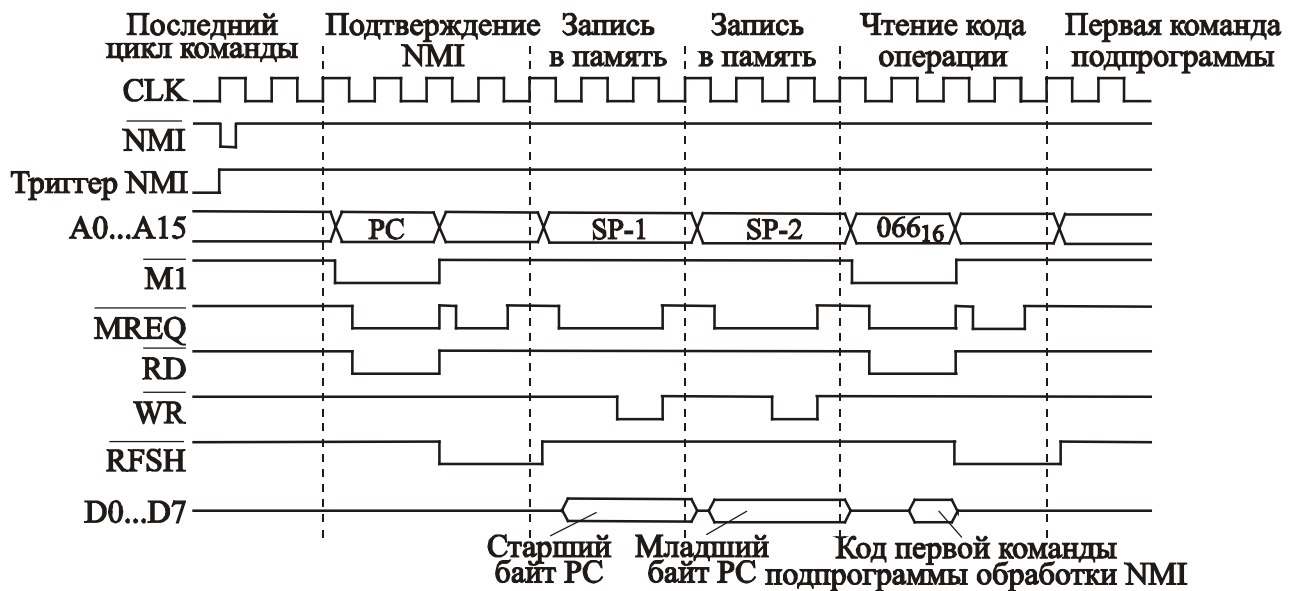 Последний
цикл команды
Подтверждение
NMI
Запись
в память
Запись
в память
Чтение кода
операции
Первая команда
подпрограммы
CLK
NMI
Триггер NMI
A0...A15
PC
SP-1
SP-2
066₁₆
M1
MREQ
RD
WR
RFSH
D0...D7
Старший
байт PC
Младший
байт PC
Код первой команды
подпрограммы обработки NMI